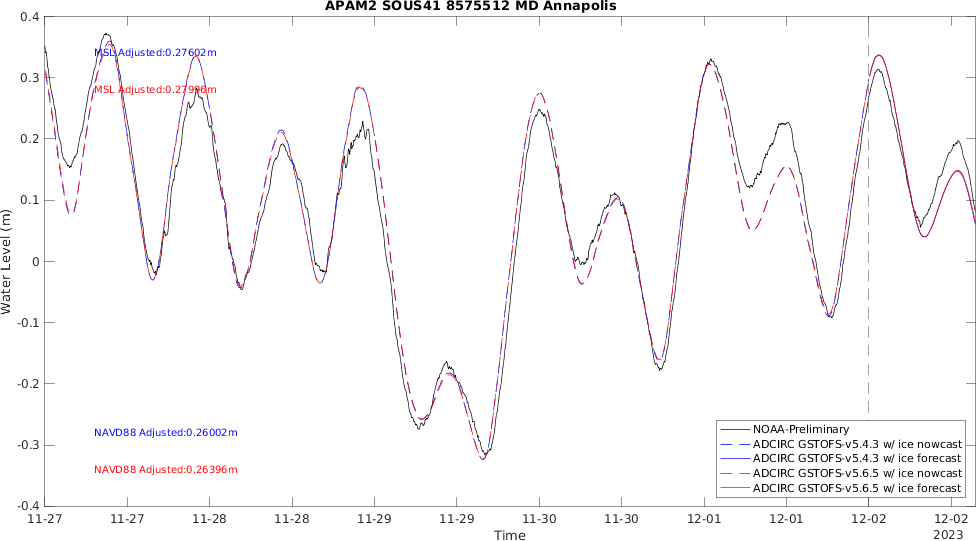 APAM2 SOUS41 8575512 MD Annapolis
0.4
0.3
0.2
0.1
0
-0.1
-0.2
-0.3
-0.4
Water Level (m)
MSL Adjusted:0.27602m
MSL Adjusted:0.27996m
NAVD88 Adjusted:0.26002m
NAVD88 Adjusted:0.26396m
NOAA-Preliminary
ADCIRC GSTOFS-v5.4.3 w/ ice nowcast
ADCIRC GSTOFS-v5.4.3 w/ ice forecast
ADCIRC GSTOFS-v5.6.5 w/ ice nowcast
ADCIRC GSTOFS-v5.6.5 w/ ice forecast
11-27 11-27 11-28 11-28 11-29 11-29 11-30 11-30 12-01 12-01 12-02 12-02
2023
Time